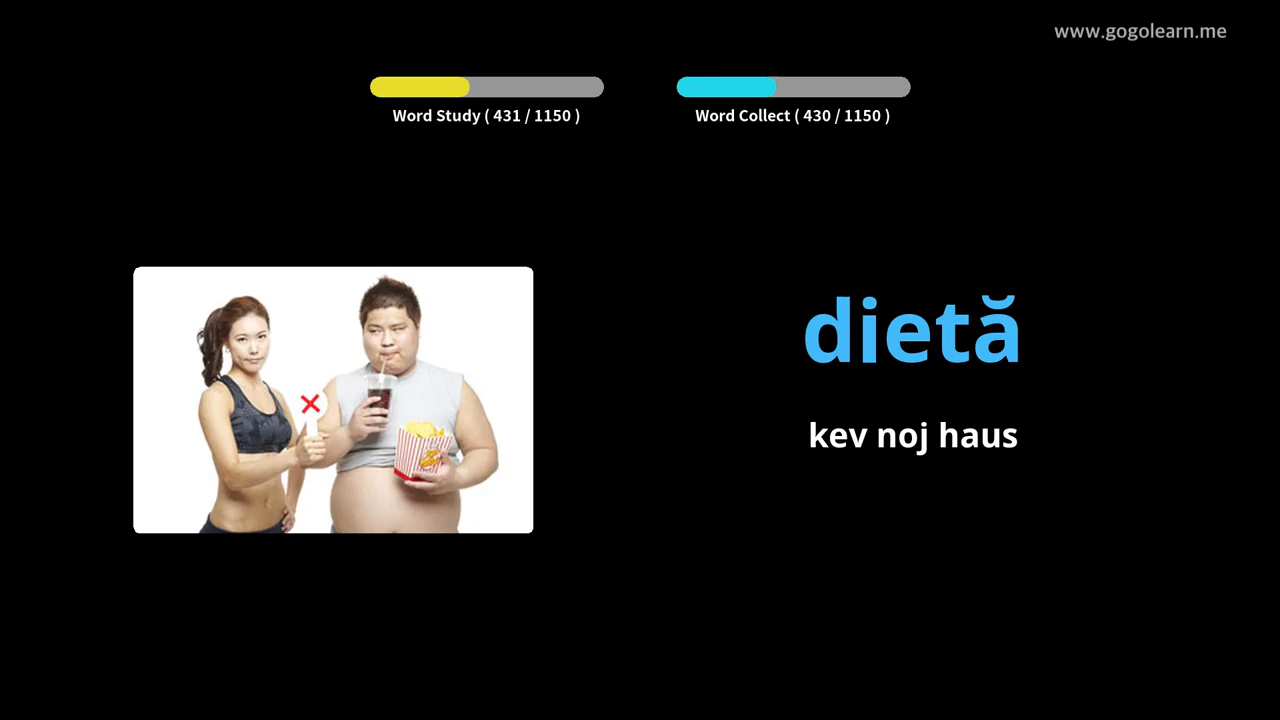 www.gogolearn.me
Word Study ( 431 / 1150 )
Word Collect ( 430 / 1150 )
dietă
kev noj haus